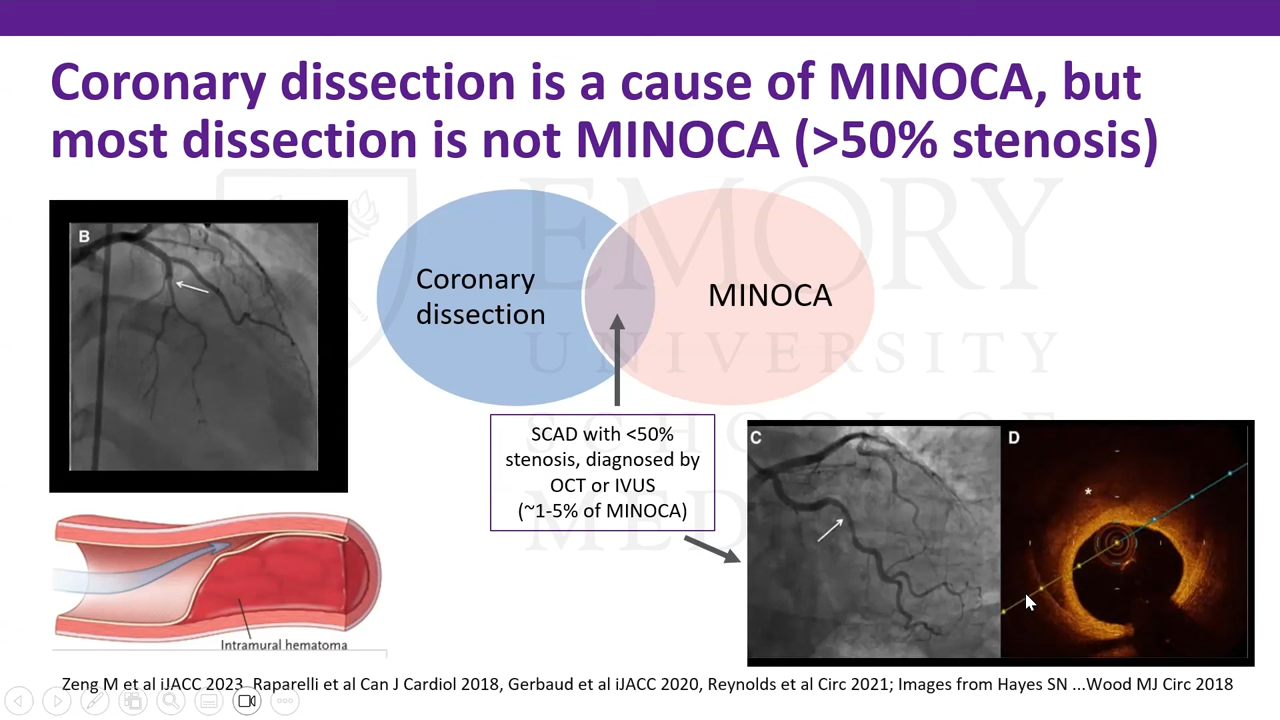 Coronary dissection is a cause of MINOCA, but
most dissection is not MINOCA (>50% stenosis)
EMORY
UNIVERSITY
SCHOOL OF
MED
B
Coronary
dissection
MINOCA
SCAD with <50%
stenosis, diagnosed by
OCT or IVUS
(~1-5% of MINOCA)
C
D
*
Intramural hematoma
Zeng M et al iJACC 2023 Raparelli et al Can J Cardiol 2018, Gerbaud et al iJACC 2020, Reynolds et al Circ 2021; Images from Hayes SN ...Wood MJ Circ 2018